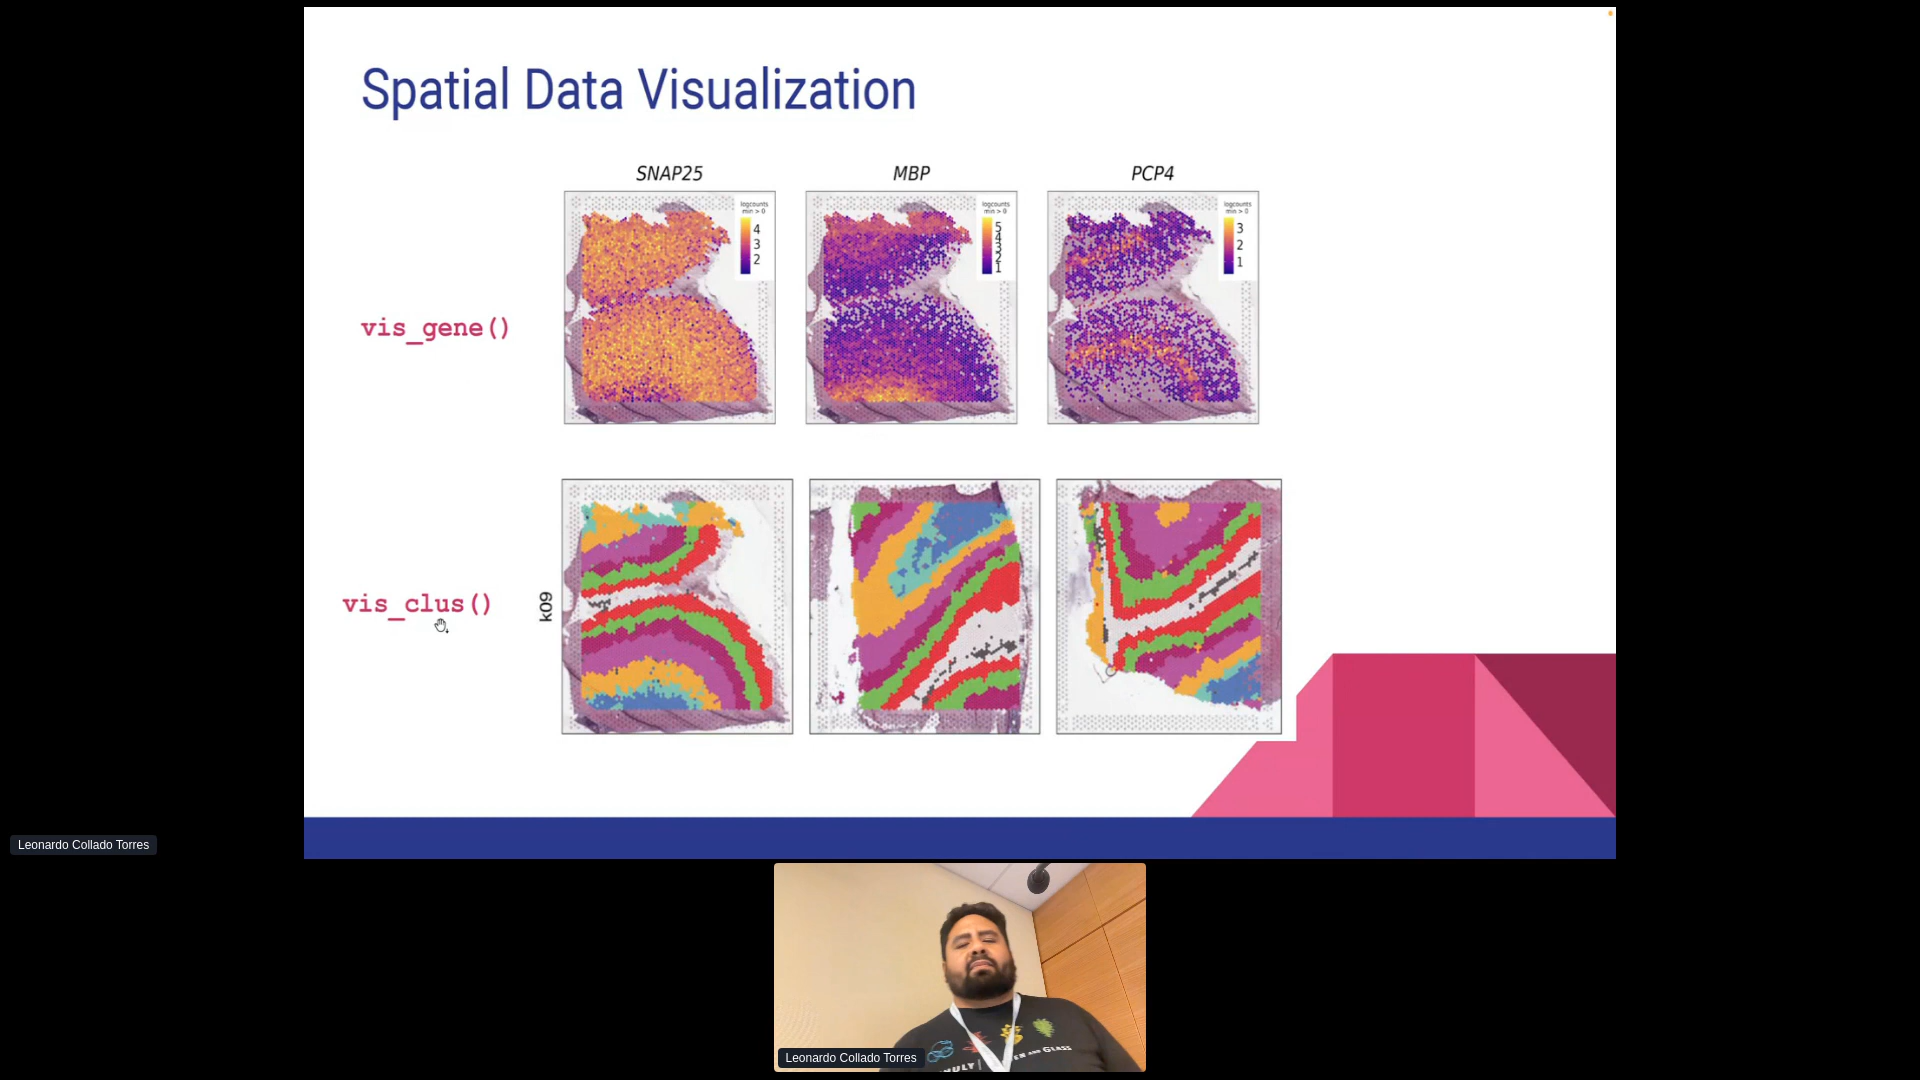 Spatial Data Visualization
SNAP25
MBP
PCP4
logcounts
min > 0
4
3
2
logcounts
min > 0
5
4
3
2
1
logcounts
min > 0
3
2
1
vis_gene()
vis_clus()
k09
Leonardo Collado Torres
Leonardo Collado Torres